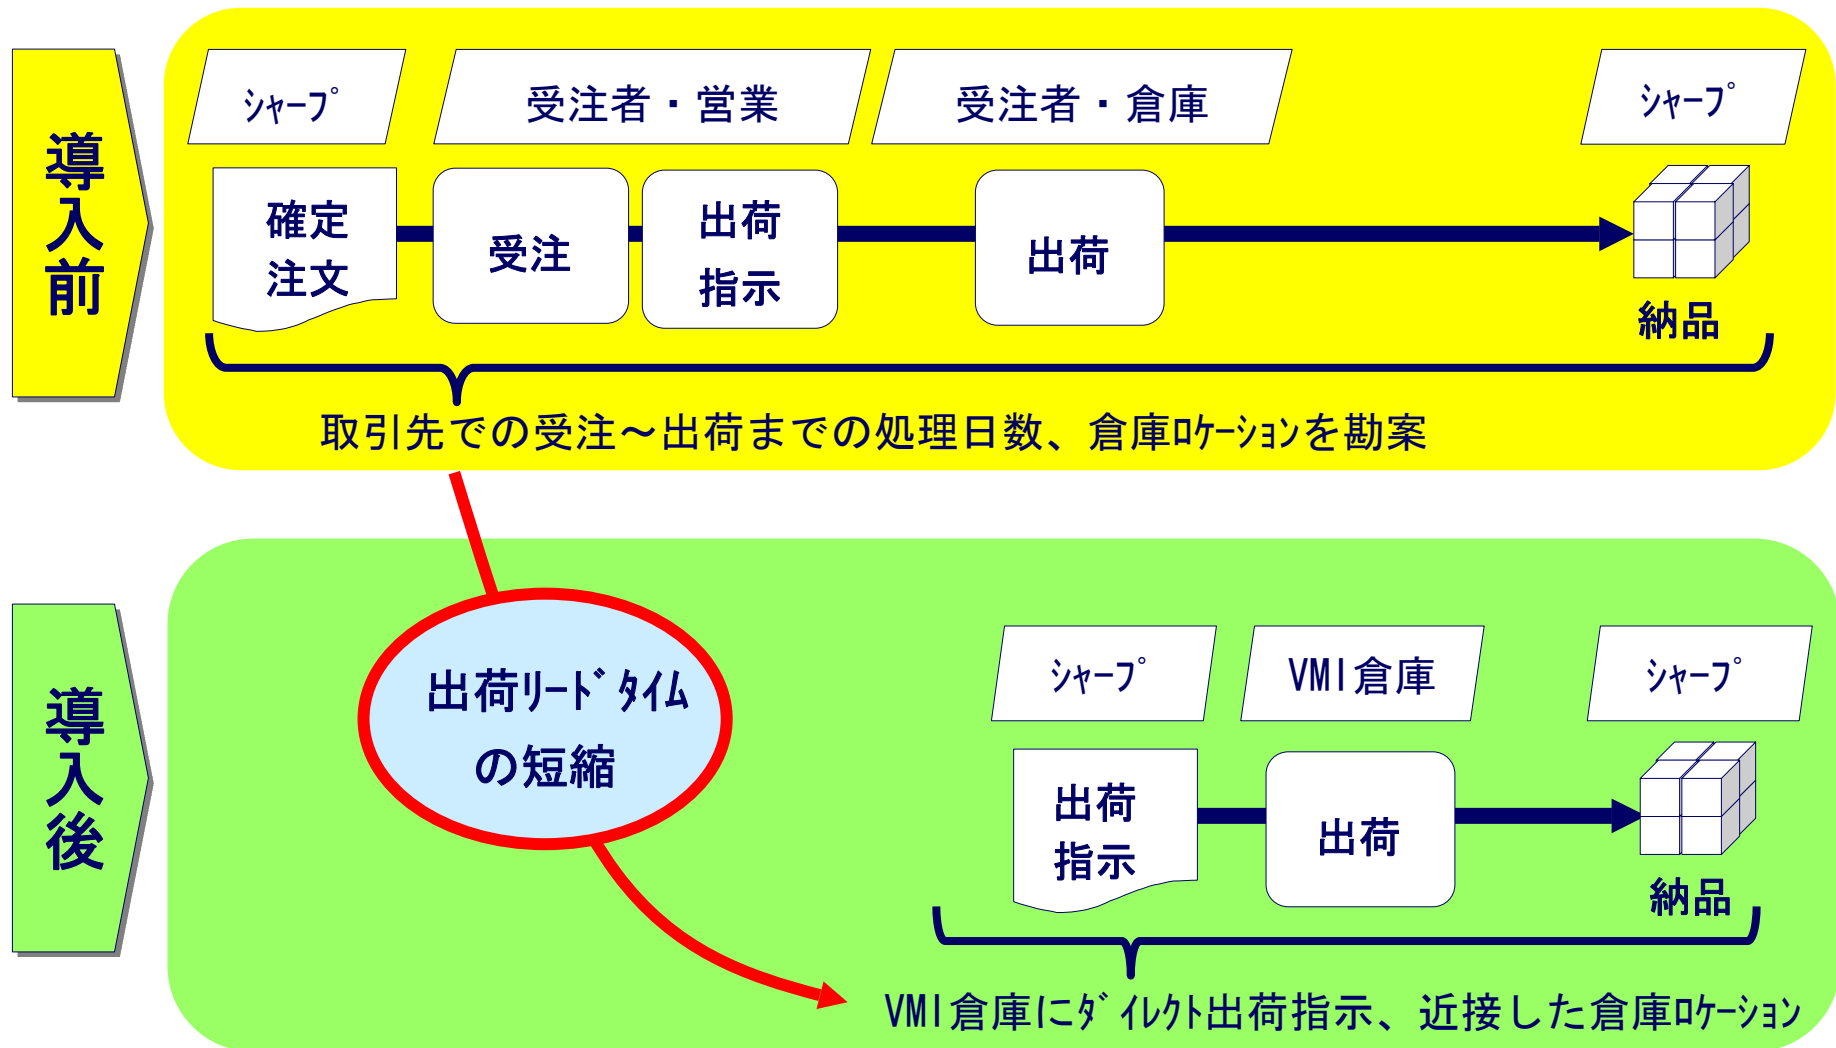 導入前
ｼｬｰﾌﾟ
受注者・営業
受注者・倉庫
ｼｬｰﾌﾟ
確定
注文
受注
出荷
指示
出荷
納品
取引先での受注～出荷までの処理日数、倉庫ﾛｹｰｼｮﾝを勘案
導入後
出荷ﾘｰﾄﾞﾀｲﾑ
の短縮
ｼｬｰﾌﾟ
VMI倉庫
ｼｬｰﾌﾟ
出荷
指示
出荷
納品
VMI倉庫にﾀﾞｲﾚｸﾄ出荷指示、近接した倉庫ﾛｹｰｼｮﾝ